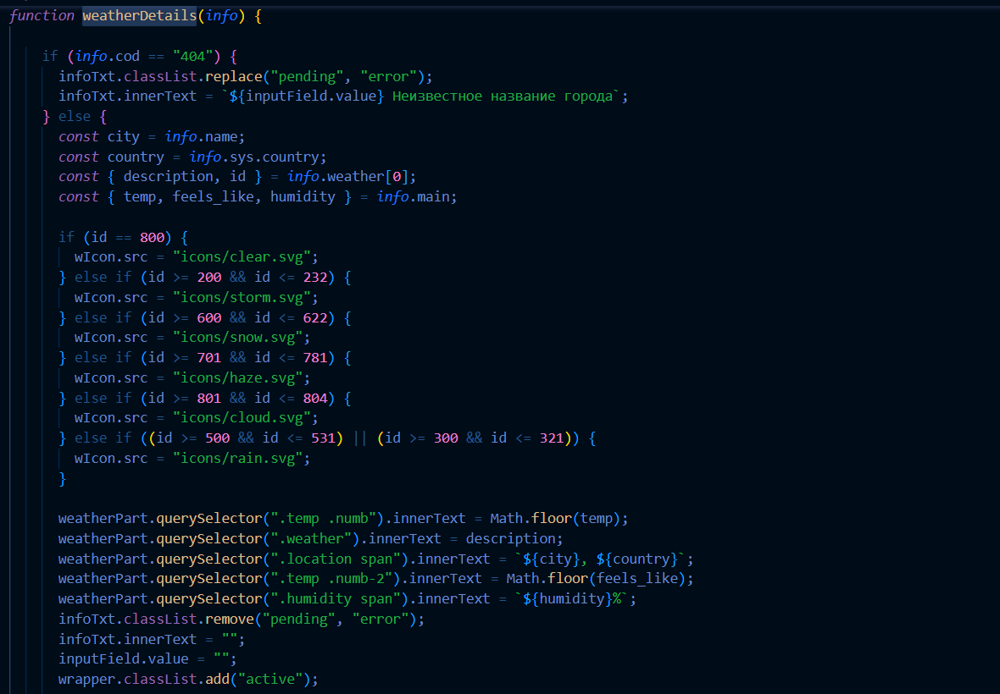 function weatherDetails(info) {
if (info.cod == "404") {
infoTxt.classList.replace("pending", "error");
infoTxt.innerText = `${inputField.value} Неизвестное название города`;
} else {
const city = info.name;
const country = info.sys.country;
const { description, id } = info.weather[0];
const { temp, feels_like, humidity } = info.main;
if (id == 800) {
wIcon.src = "icons/clear.svg";
} else if (id >= 200 && id <= 232) {
wIcon.src = "icons/storm.svg";
} else if (id >= 600 && id <= 622) {
wIcon.src = "icons/snow.svg";
} else if (id >= 701 && id <= 781) {
wIcon.src = "icons/haze.svg";
} else if (id >= 801 && id <= 804) {
wIcon.src = "icons/cloud.svg";
} else if ((id >= 500 && id <= 531) || (id >= 300 && id <= 321)) {
wIcon.src = "icons/rain.svg";
}
weatherPart.querySelector(".temp .numb").innerText = Math.floor(temp);
weatherPart.querySelector(".weather").innerText = description;
weatherPart.querySelector(".location span").innerText = `${city}, ${country}`;
weatherPart.querySelector(".temp .numb-2").innerText = Math.floor(feels_like);
weatherPart.querySelector(".humidity span").innerText = `${humidity}%`;
infoTxt.classList.remove("pending", "error");
infoTxt.innerText = "";
inputField.value = "";
wrapper.classList.add("active");